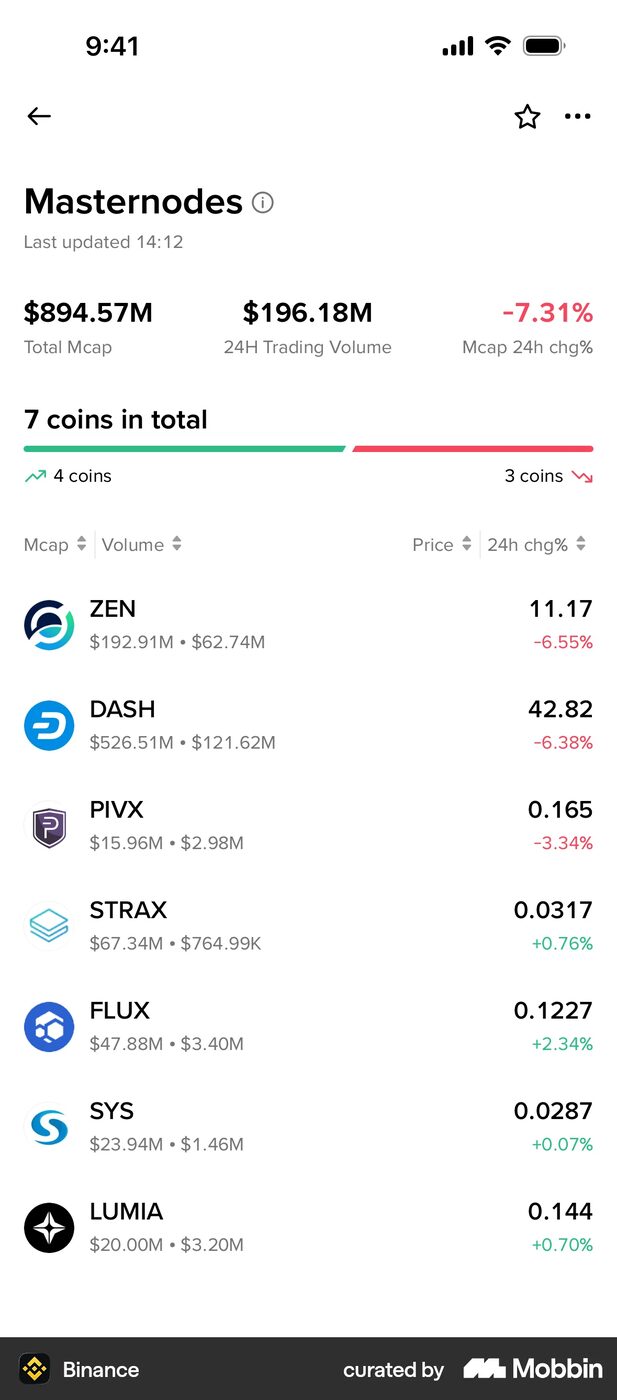 9:41
Masternodes
Last updated 14:12
$894.57M $196.18M -7.31%
Total Mcap 24H Trading Volume Mcap 24h chg%
7 coins in total
4 coins 3 coins
Mcap Volume Price 24h chg%
ZEN 11.17
$192.91M • $62.74M -6.55%
DASH 42.82
$526.51M • $121.62M -6.38%
PIVX 0.165
$15.96M • $2.98M -3.34%
STRAX 0.0317
$67.34M • $764.99K +0.76%
FLUX 0.1227
$47.88M • $3.40M +2.34%
SYS 0.0287
$23.94M • $1.46M +0.07%
LUMIA 0.144
$20.00M • $3.20M +0.70%
Binance curated by Mobbin